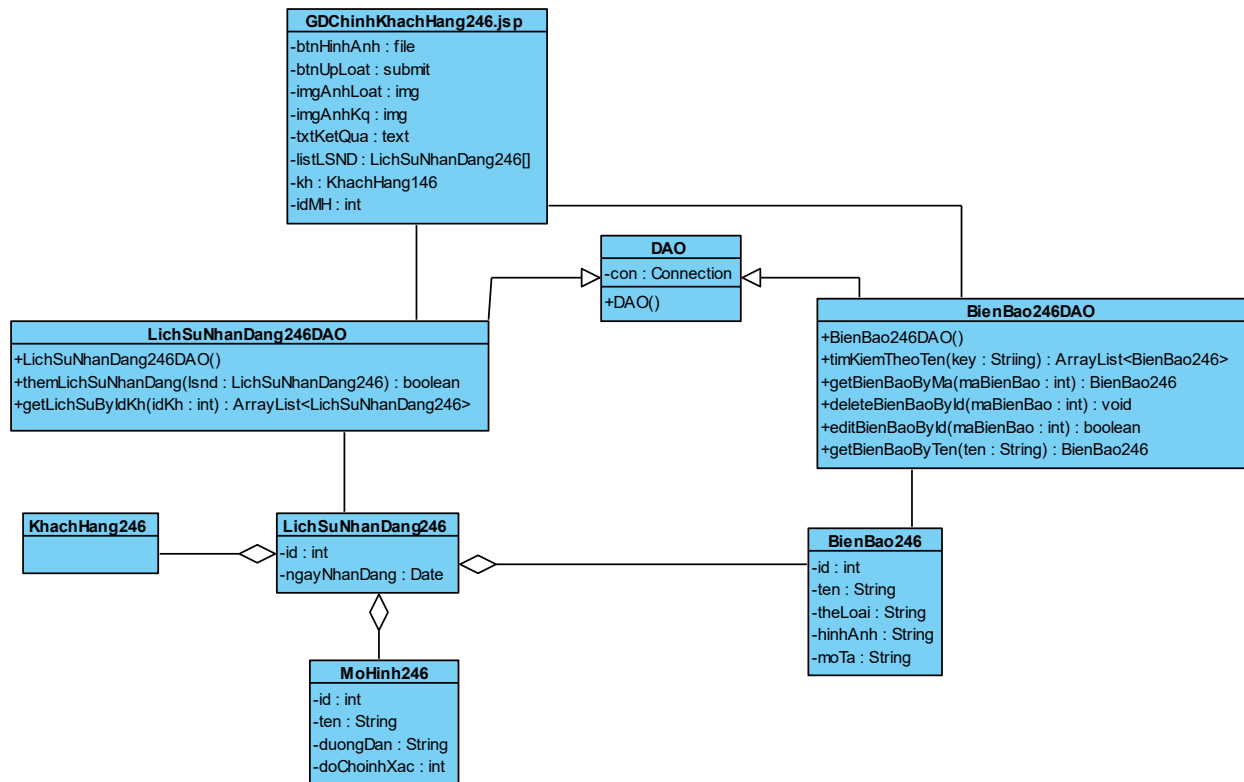 GDChinhKhachHang246.jsp
-btnHinhAnh : file
-btnUpLoat : submit
-imgAnhLoat : img
-imgAnhKq : img
-txtKetQua : text
-listLSND : LichSuNhanDang246[]
-kh : KhachHang146
-idMH : int
DAO
-con : Connection
+DAO()
LichSuNhanDang246DAO
+LichSuNhanDang246DAO()
+themLichSuNhanDang(lsnd : LichSuNhanDang246) : boolean
+getLichSuByIdKh(idKh : int) : ArrayList<LichSuNhanDang246>
BienBao246DAO
+BienBao246DAO()
+timKiemTheoTen(key : Striing) : ArrayList<BienBao246>
+getBienBaoByMa(maBienBao : int) : BienBao246
+deleteBienBaoById(maBienBao : int) : void
+editBienBaoById(maBienBao : int) : boolean
+getBienBaoByTen(ten : String) : BienBao246
KhachHang246
LichSuNhanDang246
-id : int
-ngayNhanDang : Date
BienBao246
-id : int
-ten : String
-theLoai : String
-hinhAnh : String
-moTa : String
MoHinh246
-id : int
-ten : String
-duongDan : String
-doChoinhXac : int